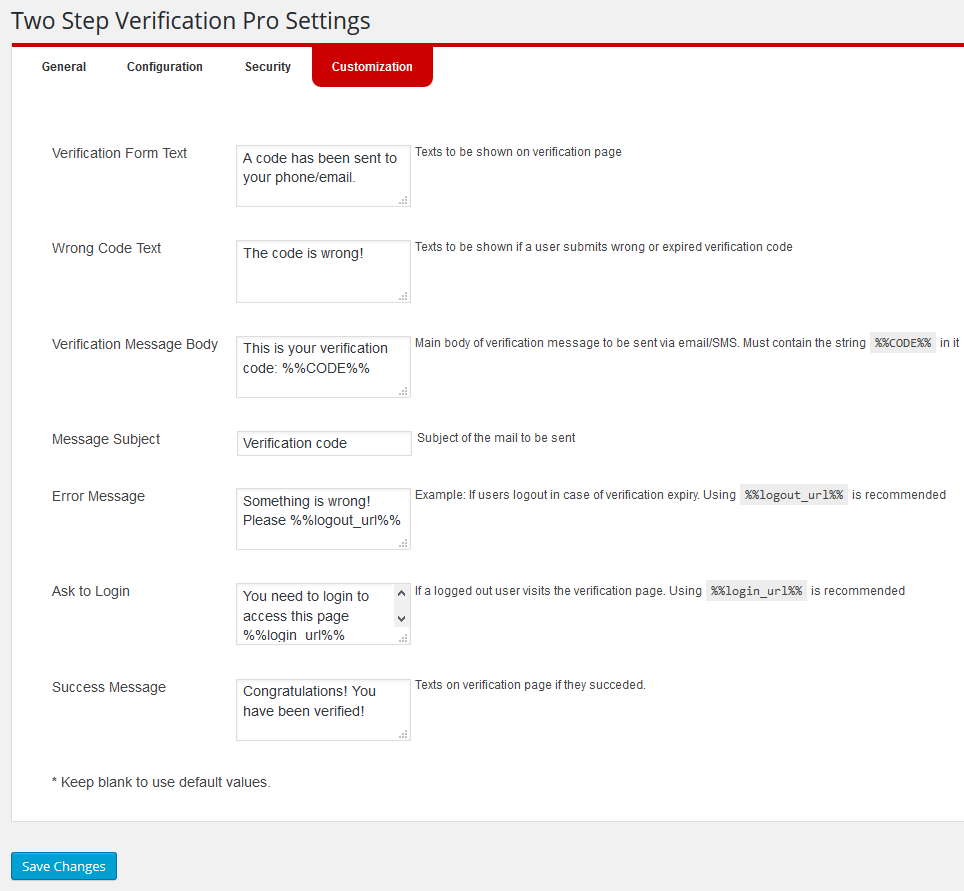 Two Step Verification Pro Settings
General Configuration Security Customization
Verification Form Text
A code has been sent to
your phone/email.
Texts to be shown on verification page
Wrong Code Text
The code is wrong!
Texts to be shown if a user submits wrong or expired verification code
Verification Message Body
This is your verification
code: %%CODE%%
Main body of verification message to be sent via email/SMS. Must contain the string %%CODE%% in it
Message Subject
Verification code
Subject of the mail to be sent
Error Message
Something is wrong!
Please %%logout_url%%
Example: If users logout in case of verification expiry. Using %%logout_url%% is recommended
Ask to Login
You need to login to
access this page
%%login_url%%
If a logged out user visits the verification page. Using %%login_url%% is recommended
Success Message
Congratulations! You
have been verified!
Texts on verification page if they succeded.
* Keep blank to use default values.
Save Changes